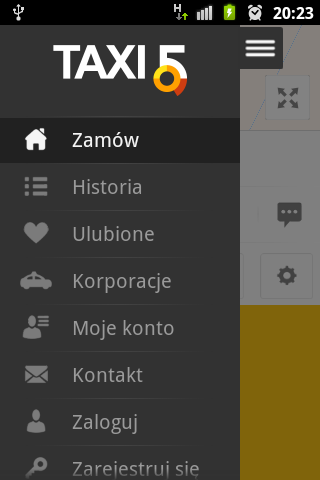 H
20:23
TAXI 5
Zamów
Historia
Ulubione
Korporacje
Moje konto
Kontakt
Zaloguj
Zarejestruj się